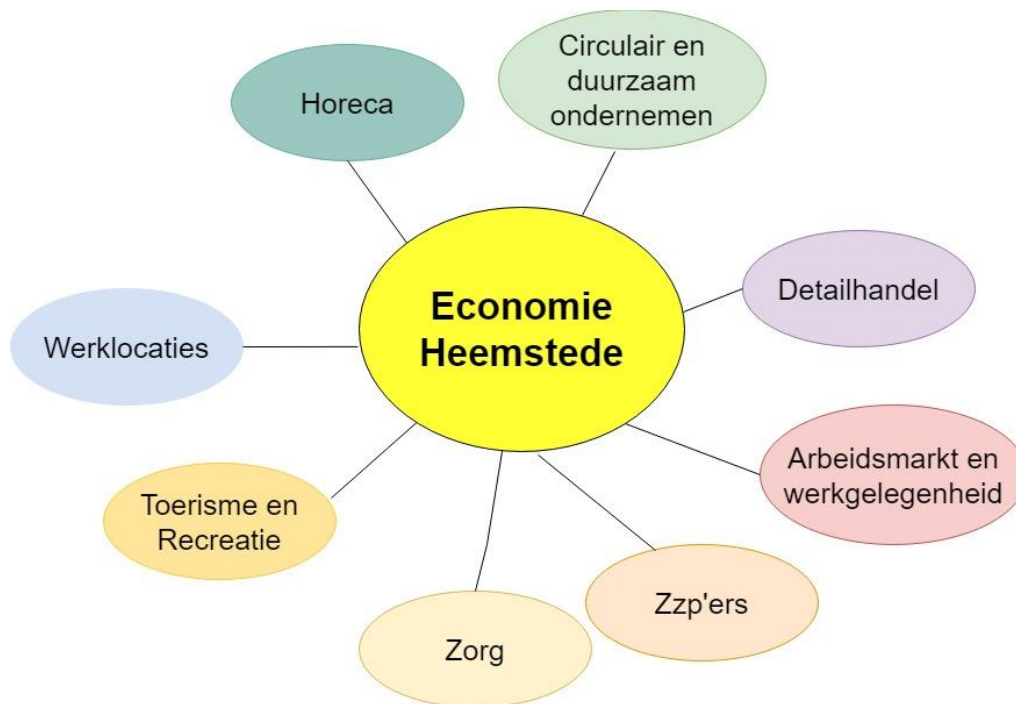 Horeca
Circulair en
duurzaam
ondernemen
Economie
Heemstede
Detailhandel
Werklocaties
Arbeidsmarkt en
werkgelegenheid
Toerisme en
Recreatie
Zzp'ers
Zorg